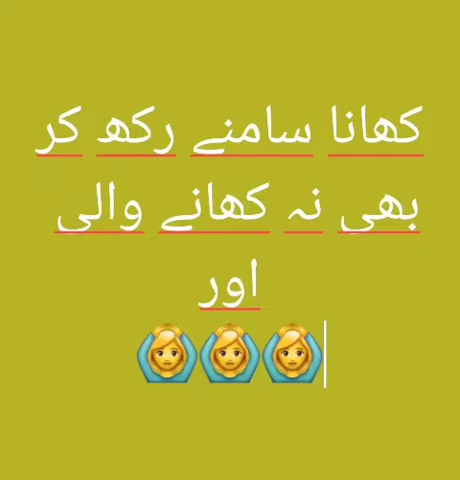 کھانا سامنے رکھ کر
بھی نہ کھانے والی
اور
🙆‍♀️🙆‍♀️🙆‍♀️